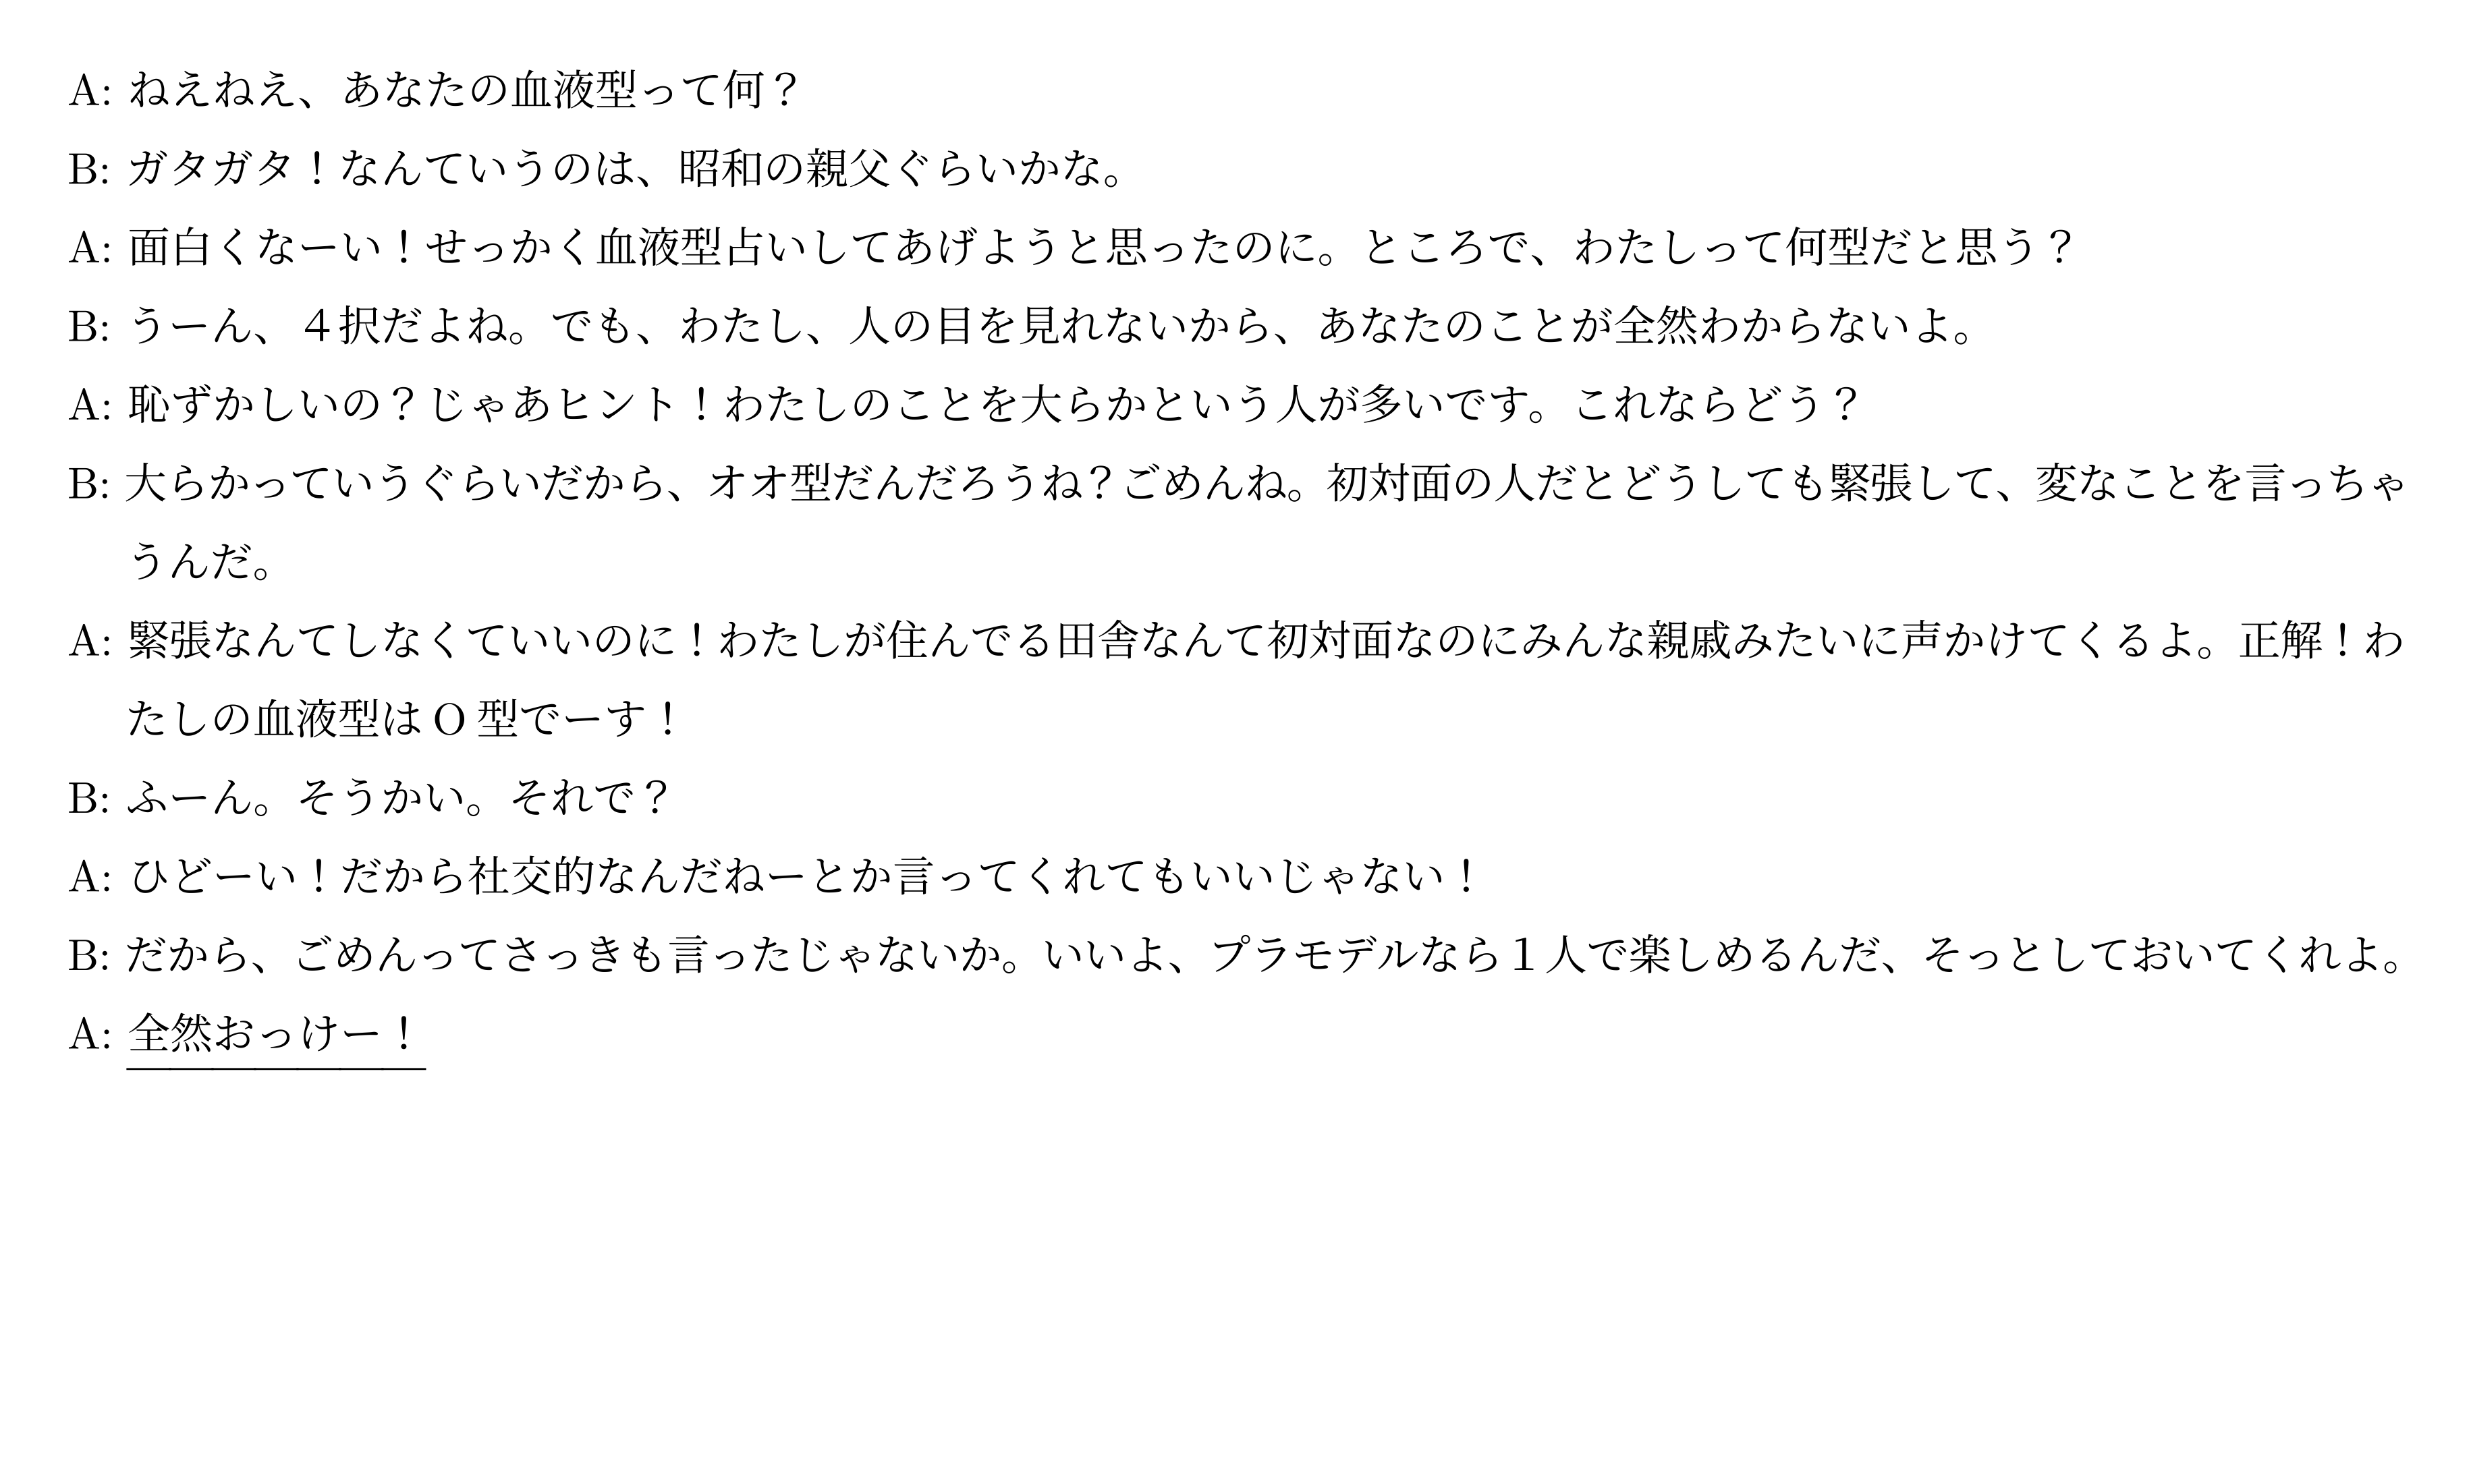 A: ねえねえ、あなたの血液型って何？
B: ガタガタ！なんていうのは、昭和の親父ぐらいかな。
A: 面白くなーい！せっかく血液型占いしてあげようと思ったのに。ところで、わたしって何型だと思う？
B: うーん、４択だよね。でも、わたし、人の目を見れないから、あなたのことが全然わからないよ。
A: 恥ずかしいの？じゃあヒント！わたしのことを大らかという人が多いです。これならどう？
B: 大らかっていうぐらいだから、オオ型だんだろうね？ごめんね。初対面の人だとどうしても緊張して、変なことを言っちゃ
うんだ。
A: 緊張なんてしなくていいのに！わたしが住んでる田舎なんて初対面なのにみんな親戚みたいに声かけてくるよ。正解！わ
たしの血液型は O 型でーす！
B: ふーん。そうかい。それで？
A: ひどーい！だから社交的なんだねーとか言ってくれてもいいじゃない！
B: だから、ごめんってさっきも言ったじゃないか。いいよ、プラモデルなら１人で楽しめるんだ、そっとしておいてくれよ。
A: 全然おっけー！